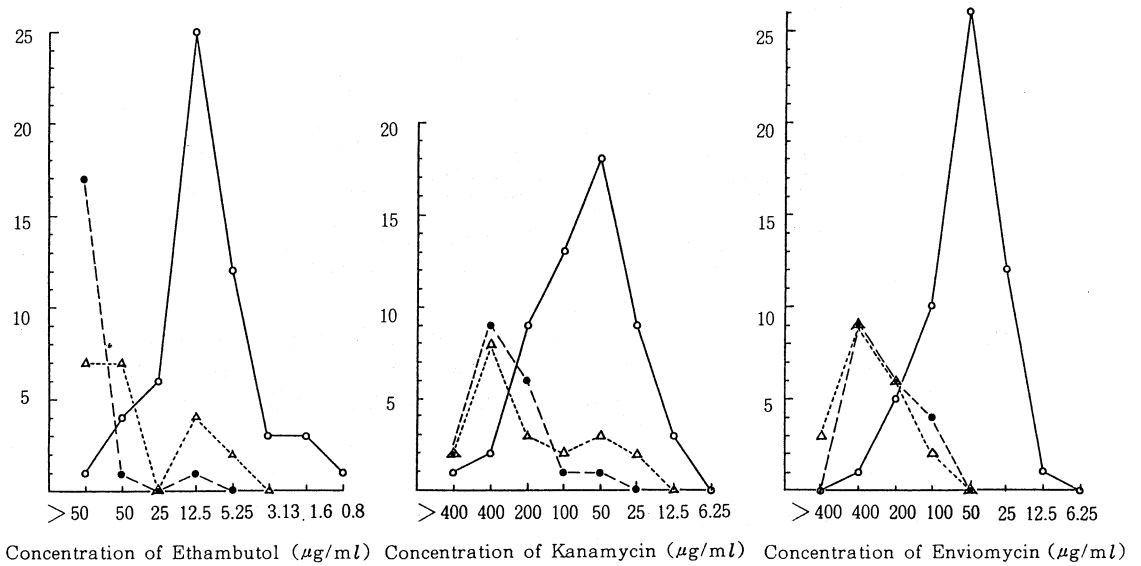 25
20
15
10
5
>50 50 25 12.5 5.25 3.13 1.6 0.8
Concentration of Ethambutol (μg/ml)
20
15
10
5
>400 400 200 100 50 25 12.5 6.25
Concentration of Kanamycin (μg/ml)
25
20
15
10
5
>400 400 200 100 50 25 12.5 6.25
Concentration of Enviomycin (μg/ml)